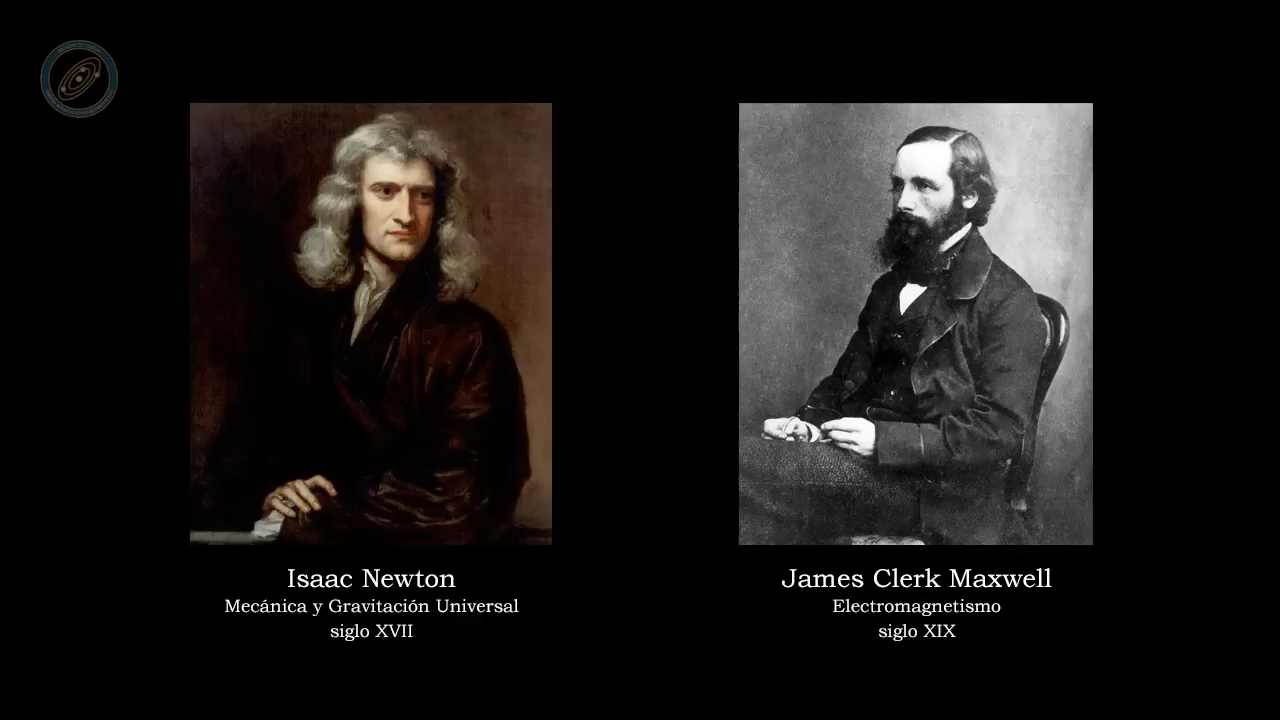 Isaac Newton
Mecánica y Gravitación Universal
siglo XVII
James Clerk Maxwell
Electromagnetismo
siglo XIX